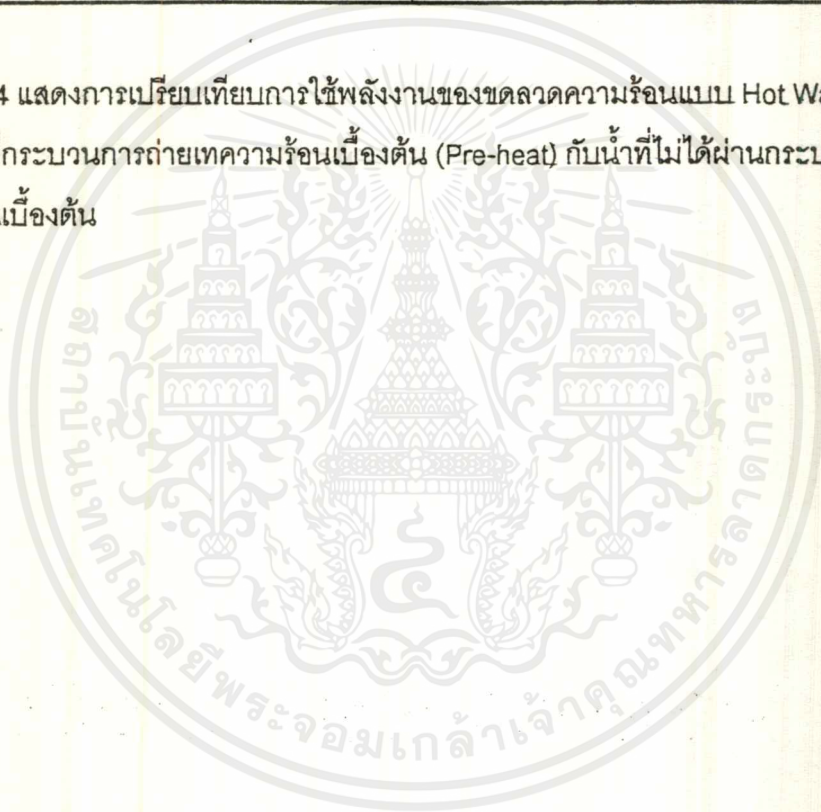 4 แสดงการเปรียบเทียบการใช้พลังงานของขดลวดความร้อนแบบ Hot Wa
กระบวนการถ่ายเทความร้อนเบื้องต้น (Pre-heat) กับน้ำที่ไม่ได้ผ่านกระบ
เบื้องต้น
สถาบันเทคโนโลยีพระจอมเกล้าเจ้าคุณทหารลาดกระบัง